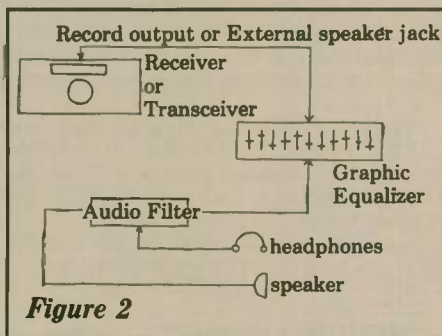 Record output or External speaker jack
Receiver
or
Transceiver
Graphic
Equalizer
Audio Filter
headphones
speaker
Figure 2